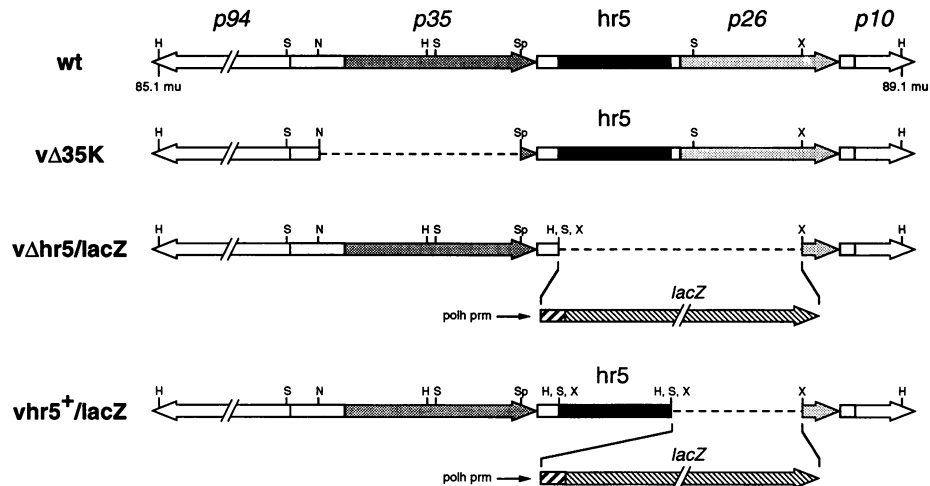 p94 p35 hr5 p26 p10
H S N H S Sp S X H
wt
85.1 mu 89.1 mu
hr5
H S N Sp S X H
vΔ35K
H S N H S Sp H, S, X X H
vΔhr5/lacZ
lacZ
polh prm
hr5
H S N H S Sp H, S, X H, S, X X H
vhr5⁺/lacZ
lacZ
polh prm